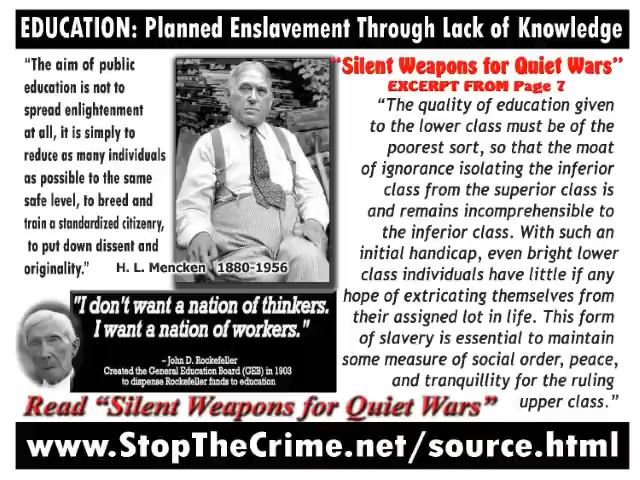 EDUCATION: Planned Enslavement Through Lack of Knowledge
"The aim of public
education is not to
spread enlightenment
at all, it is simply to
reduce as many individuals
as possible to the same
safe level, to breed and
train a standardized citizenry,
to put down dissent and
originality."
H. L. Mencken 1880-1956
"Silent Weapons for Quiet Wars"
EXCERPT FROM Page 7
"The quality of education given
to the lower class must be of the
poorest sort, so that the moat
of ignorance isolating the inferior
class from the superior class is
and remains incomprehensible to
the inferior class. With such an
initial handicap, even bright lower
class individuals have little if any
hope of extricating themselves from
their assigned lot in life. This form
of slavery is essential to maintain
some measure of social order, peace,
and tranquillity for the ruling
upper class."
"I don't want a nation of thinkers.
I want a nation of workers."
– John D. Rockefeller
Created the General Education Board (GEB) in 1903
to dispense Rockefeller funds to education
Read "Silent Weapons for Quiet Wars"
www.StopTheCrime.net/source.html